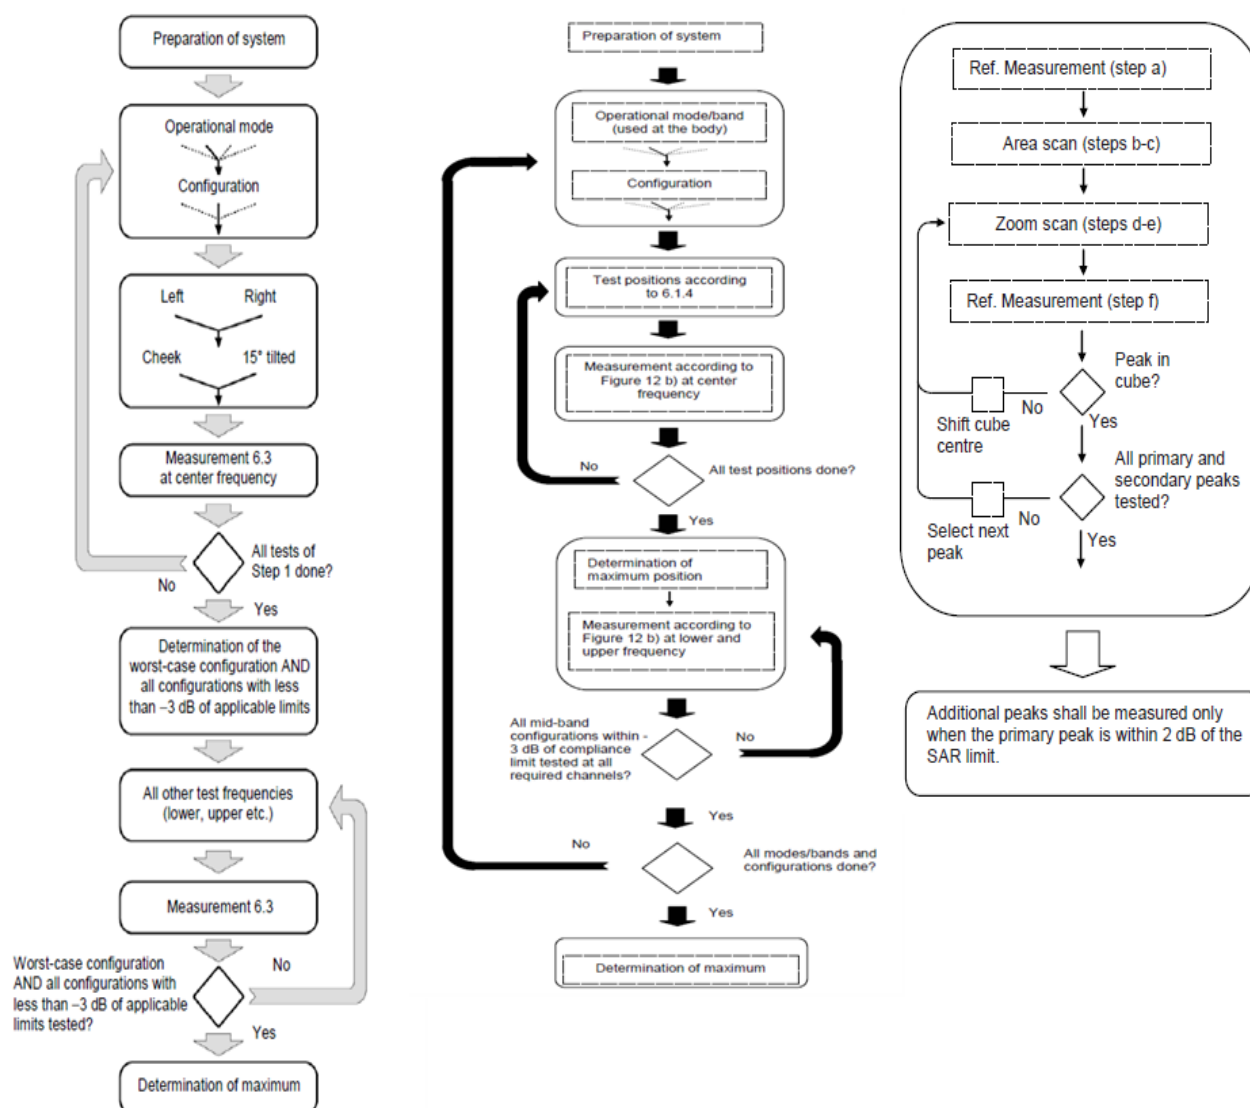 Preparation of system
Operational mode
Configuration
Left Right
Cheek 15° tilted
Measurement 6.3
at center frequency
All tests of
Step 1 done?
No
Yes
Determination of the
worst-case configuration AND
all configurations with less
than –3 dB of applicable limits
All other test frequencies
(lower, upper etc.)
Measurement 6.3
Worst-case configuration
AND all configurations with
less than –3 dB of applicable
limits tested?
No
Yes
Determination of maximum
Preparation of system
Operational mode/band
(used at the body)
Configuration
Test positions according
to 6.1.4
Measurement according to
Figure 12 b) at center
frequency
No
All test positions done?
Yes
Determination of
maximum position
Measurement according to
Figure 12 b) at lower and
upper frequency
All mid-band
configurations within -
3 dB of compliance
limit tested at all
required channels?
No
Yes
No
All modes/bands and
configurations done?
Yes
Determination of maximum
Ref. Measurement (step a)
Area scan (steps b-c)
Zoom scan (steps d-e)
Ref. Measurement (step f)
Peak in
cube?
No
Shift cube
centre
Yes
All primary and
secondary peaks
tested?
No
Select next
peak
Yes
Additional peaks shall be measured only
when the primary peak is within 2 dB of the
SAR limit.